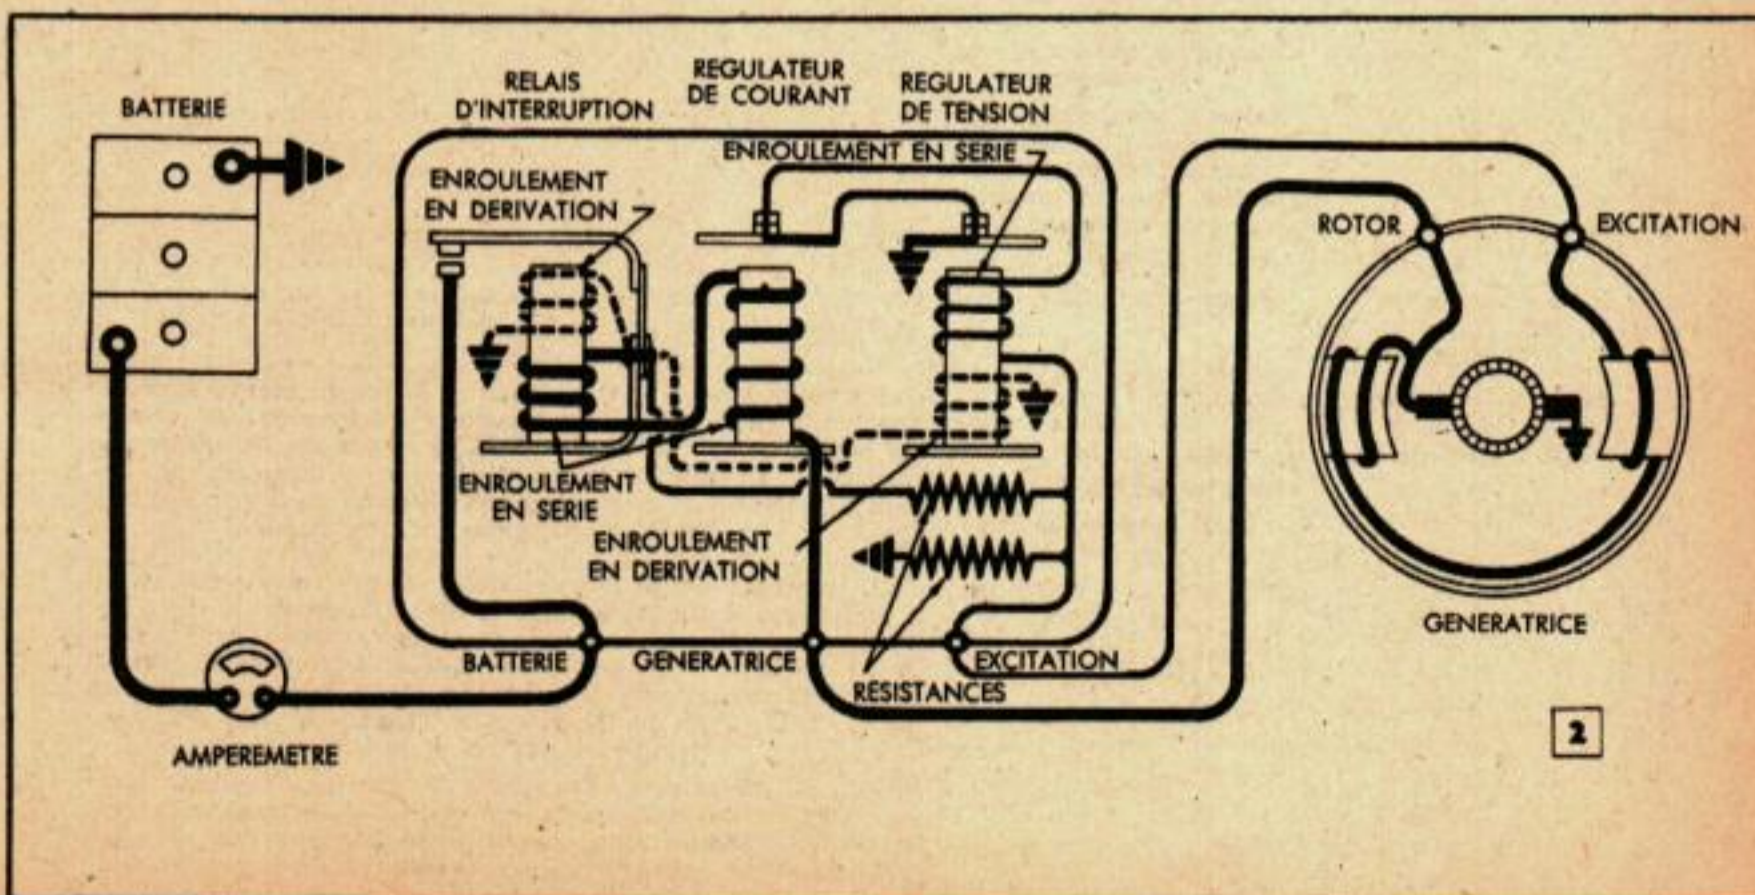 BATTERIE
RELAIS
D'INTERRUPTION
REGULATEUR
DE COURANT
REGULATEUR
DE TENSION
ENROULEMENT EN SERIE
ENROULEMENT
EN DERIVATION
ROTOR
EXCITATION
ENROULEMENT
EN SERIE
ENROULEMENT
EN DERIVATION
GENERATRICE
BATTERIE
GENERATRICE
EXCITATION
RESISTANCES
AMPEREMETRE
2